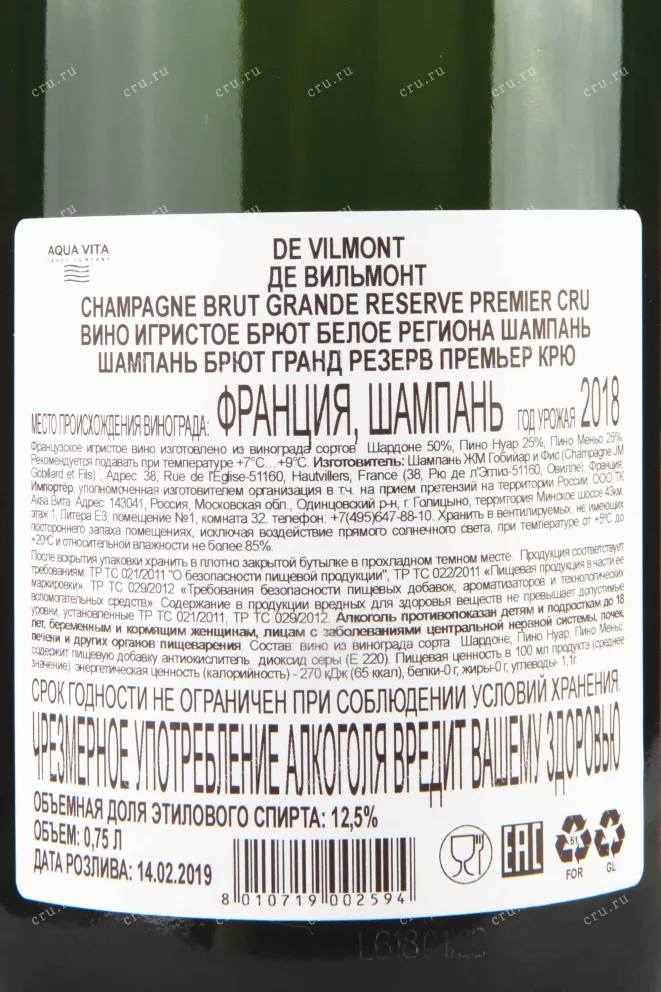 AQUA VITA
TRADE COMPANY
DE VILMONT
ДЕ ВИЛЬМОНТ
CHAMPAGNE BRUT GRANDE RESERVE PREMIER CRU
ВИНО ИГРИСТОЕ БРЮТ БЕЛОЕ РЕГИОНА ШАМПАНЬ
ШАМПАНЬ БРЮТ ГРАНД РЕЗЕРВ ПРЕМЬЕР КРЮ
МЕСТО ПРОИСХОЖДЕНИЯ ВИНОГРАДА: ФРАНЦИЯ, ШАМПАНЬ ГОД УРОЖАЯ 2018
Французское игристое вино изготовлено из винограда сортов Шардоне 50%, Пино Нуар 25%, Пино Менье 25%.
Рекомендуется подавать при температуре +7°С...+9°С. Изготовитель: Шампань ЖМ Гобийар и Фис (Champagne JM
Gobillard et Fils) , Адрес: 38, Rue de l'Eglise-51160, Hautvillers, France (38, Рю де л'Эглиз-51160, Овилле). Франция.
Импортёр, уполномоченная изготовителем организация в т.ч. на прием претензий на территории России: ООО ТК
Аква Вита. Адрес: 143041, Россия, Московская обл., Одинцовский р-н, г. Голицыно, территория Минское шоссе 43км,
этаж 1, Литера Е3, помещение №1, комната 32. телефон: +7(495)647-88-10. Хранить в вентилируемых, не имеющих
постороннего запаха помещениях, исключая воздействие прямого солнечного света, при температуре от +5ºС до
+20ºС и относительной влажности не более 85%.
После вскрытия упаковки хранить в плотно закрытой бутылке в прохладном темном месте. Продукция соответствует
требованиям: ТР ТС 021/2011 "О безопасности пищевой продукции", ТР ТС 022/2011 «Пищевая продукция в части ее
маркировки», ТР ТС 029/2012 «Требования безопасности пищевых добавок, ароматизаторов и технологических
вспомогательных средств». Содержание в продукции вредных для здоровья веществ не превышает допустимые
уровни, установленные ТР ТС 021/2011, ТР ТС 029/2012. Алкоголь противопоказан детям и подросткам до 18
лет, беременным и кормящим женщинам, лицам с заболеваниями центральной нервной системы, почек,
печени и других органов пищеварения. Состав: вино из винограда сорта Шардоне, Пино Нуар, Пино Менье.
содержит пищевую добавку антиокислитель диоксид серы (Е 220). Пищевая ценность в 100 мл продукта (среднее
значение): энергетическая ценность (калорийность) - 270 кДж (65 ккал), белки-0 г, жиры-0 г, углеводы- 1,1г.
СРОК ГОДНОСТИ НЕ ОГРАНИЧЕН ПРИ СОБЛЮДЕНИИ УСЛОВИЙ ХРАНЕНИЯ.
ЧРЕЗМЕРНОЕ УПОТРЕБЛЕНИЕ АЛКОГОЛЯ ВРЕДИТ ВАШЕМУ ЗДОРОВЬЮ
ОБЪЕМНАЯ ДОЛЯ ЭТИЛОВОГО СПИРТА: 12,5%
ОБЪЕМ: 0,75 Л
ДАТА РОЗЛИВА: 14.02.2019
8 010719 002594
EAC
51
FOR
GL
cru.ru